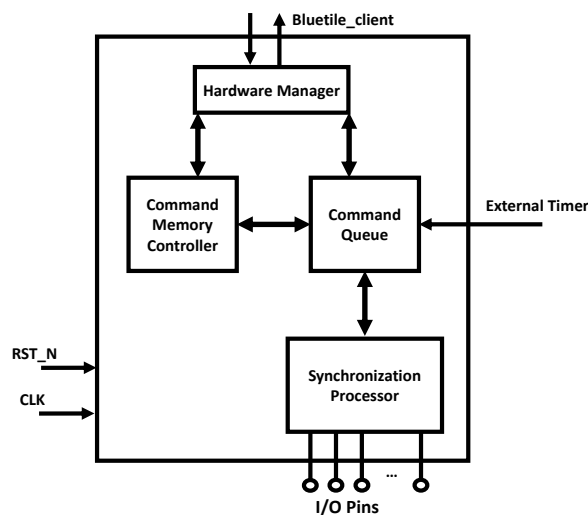 Bluetile_client
Hardware Manager
Command
Memory
Controller
Command
Queue
External Timer
RST_N
CLK
Synchronization
Processor
...
I/O Pins